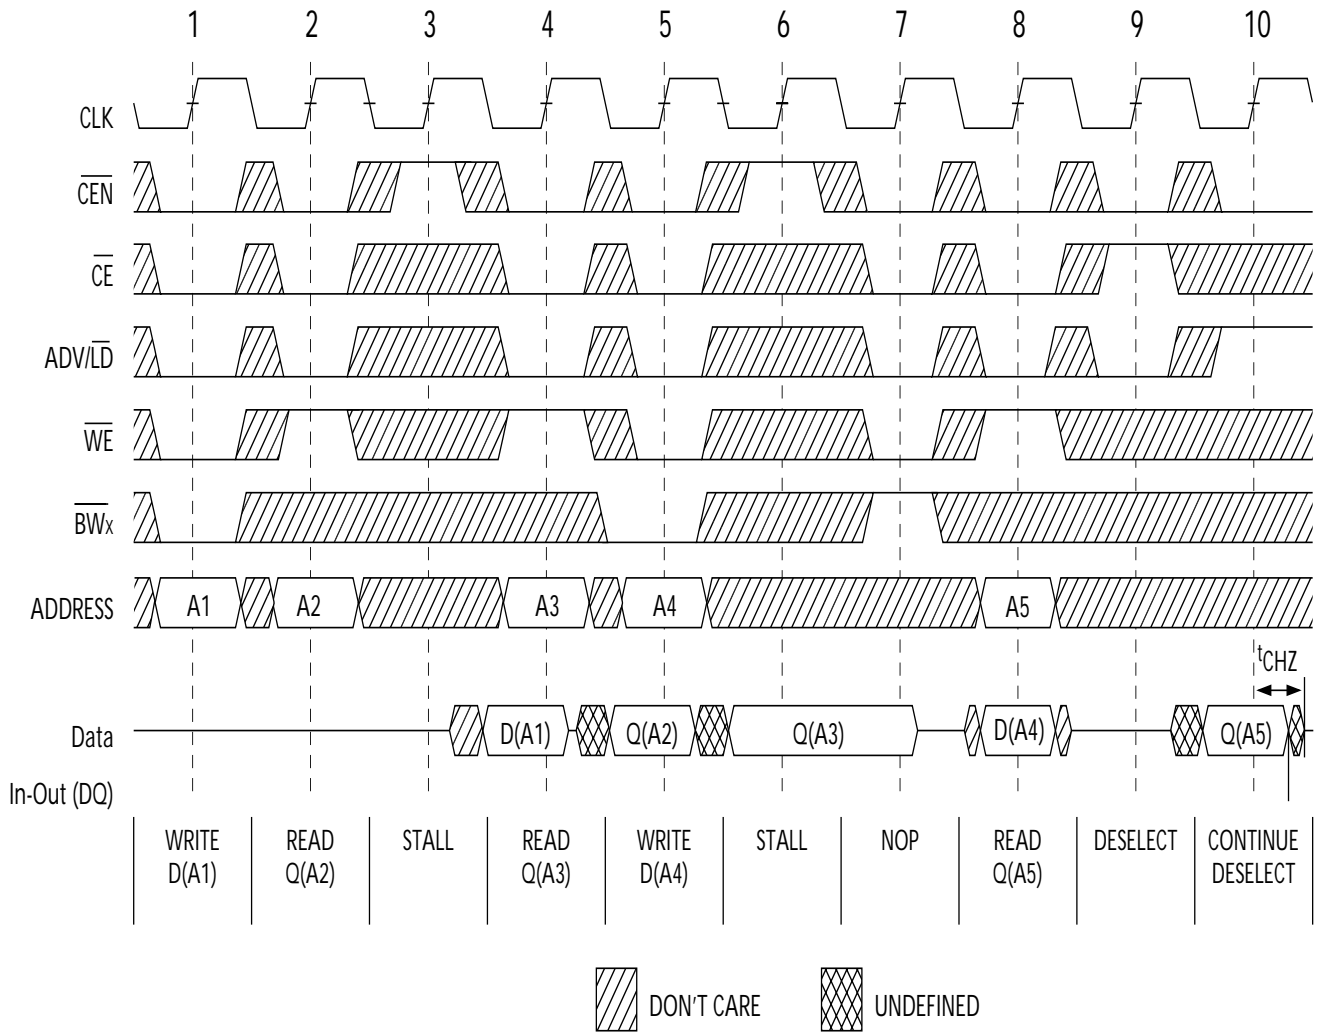 1 2 3 4 5 6 7 8 9 10
CLK
CEN
CE
ADV/LD
WE
BWx
ADDRESS A1 A2 A3 A4 A5
tCHZ
Data D(A1) Q(A2) Q(A3) D(A4) Q(A5)
In-Out (DQ)
WRITE READ STALL READ WRITE STALL NOP READ DESELECT CONTINUE
D(A1) Q(A2) Q(A3) D(A4) Q(A5) DESELECT
DON'T CARE UNDEFINED